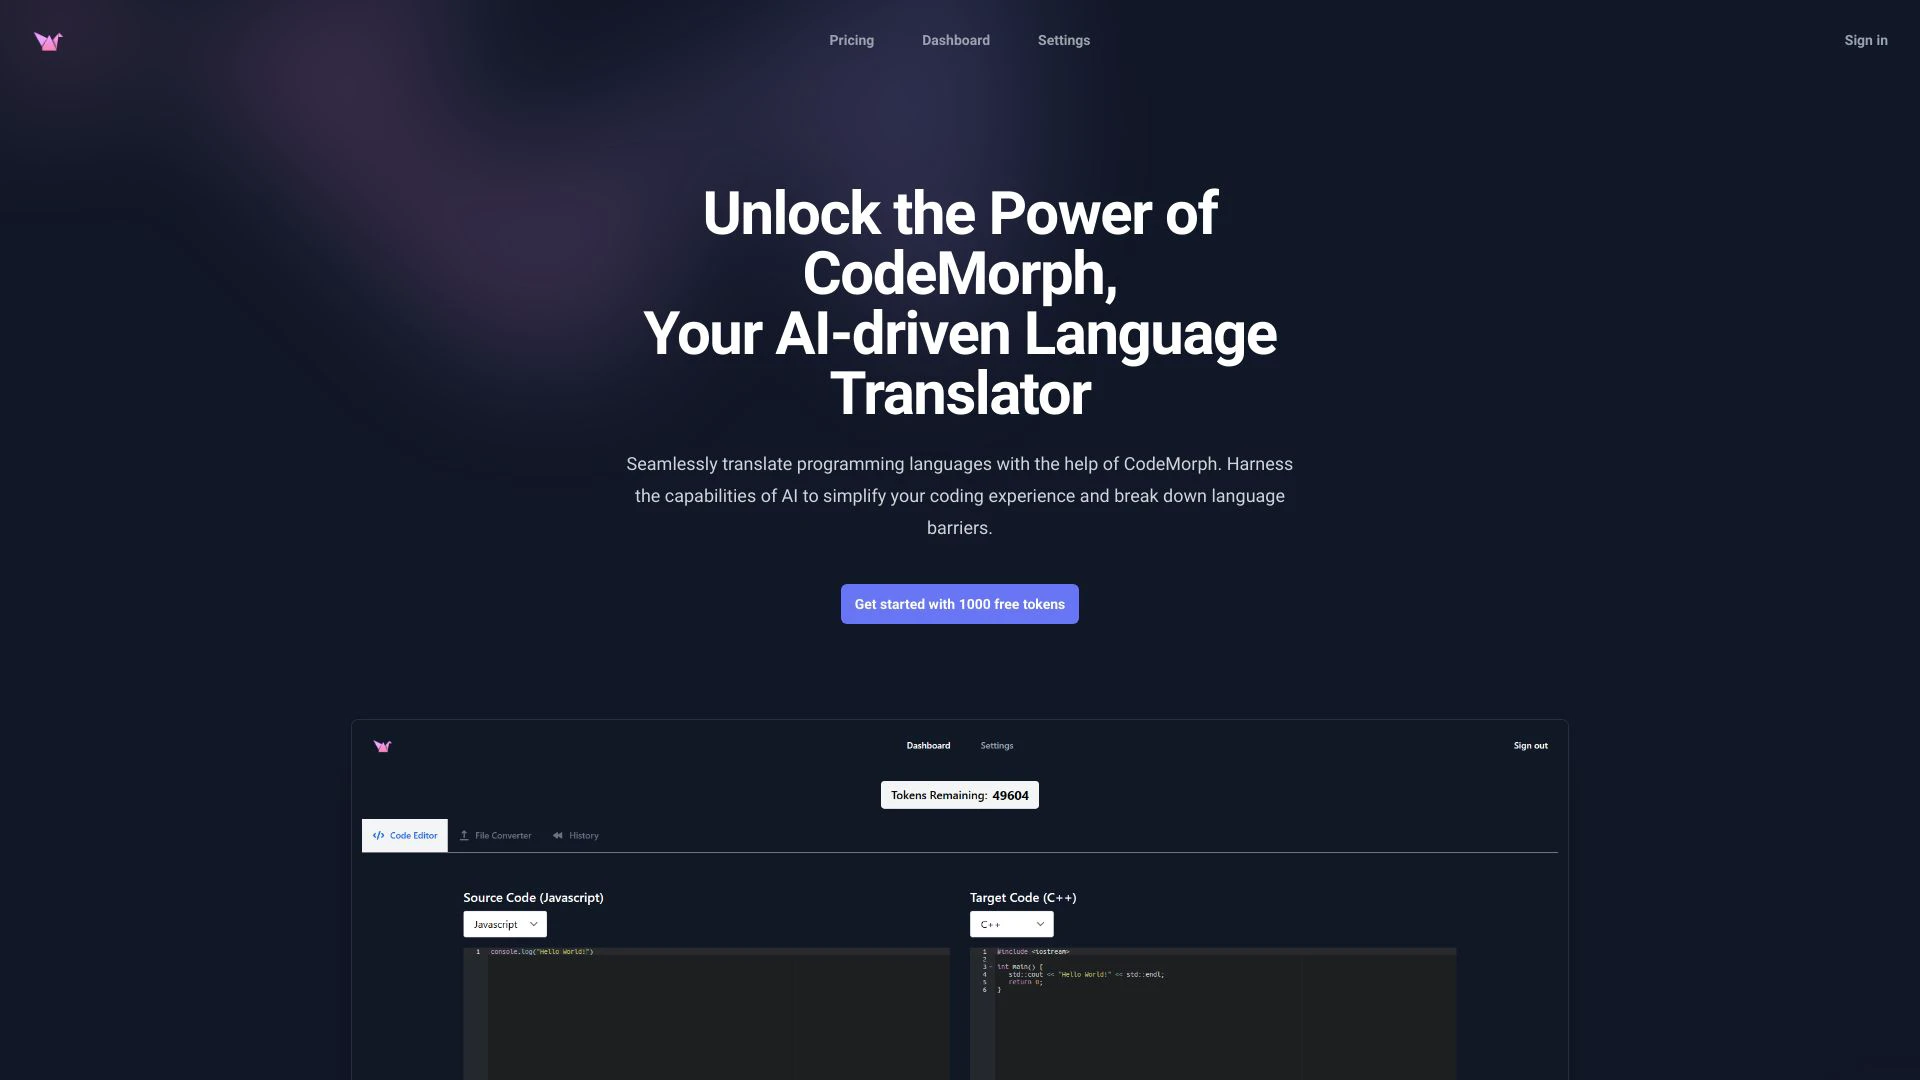 Pricing Dashboard Settings Sign in
Unlock the Power of
CodeMorph,
Your AI-driven Language
Translator
Seamlessly translate programming languages with the help of CodeMorph. Harness
the capabilities of AI to simplify your coding experience and break down language
barriers.
Get started with 1000 free tokens
Dashboard Settings Sign out
Tokens Remaining: 49604
</> Code Editor File Converter History
Source Code (Javascript)
Javascript
1 console.log("Hello World!")
Target Code (C++)
C++
1 #include <iostream>
2
3 int main() {
4 std::cout << "Hello World!" << std::endl;
5 return 0;
6 }